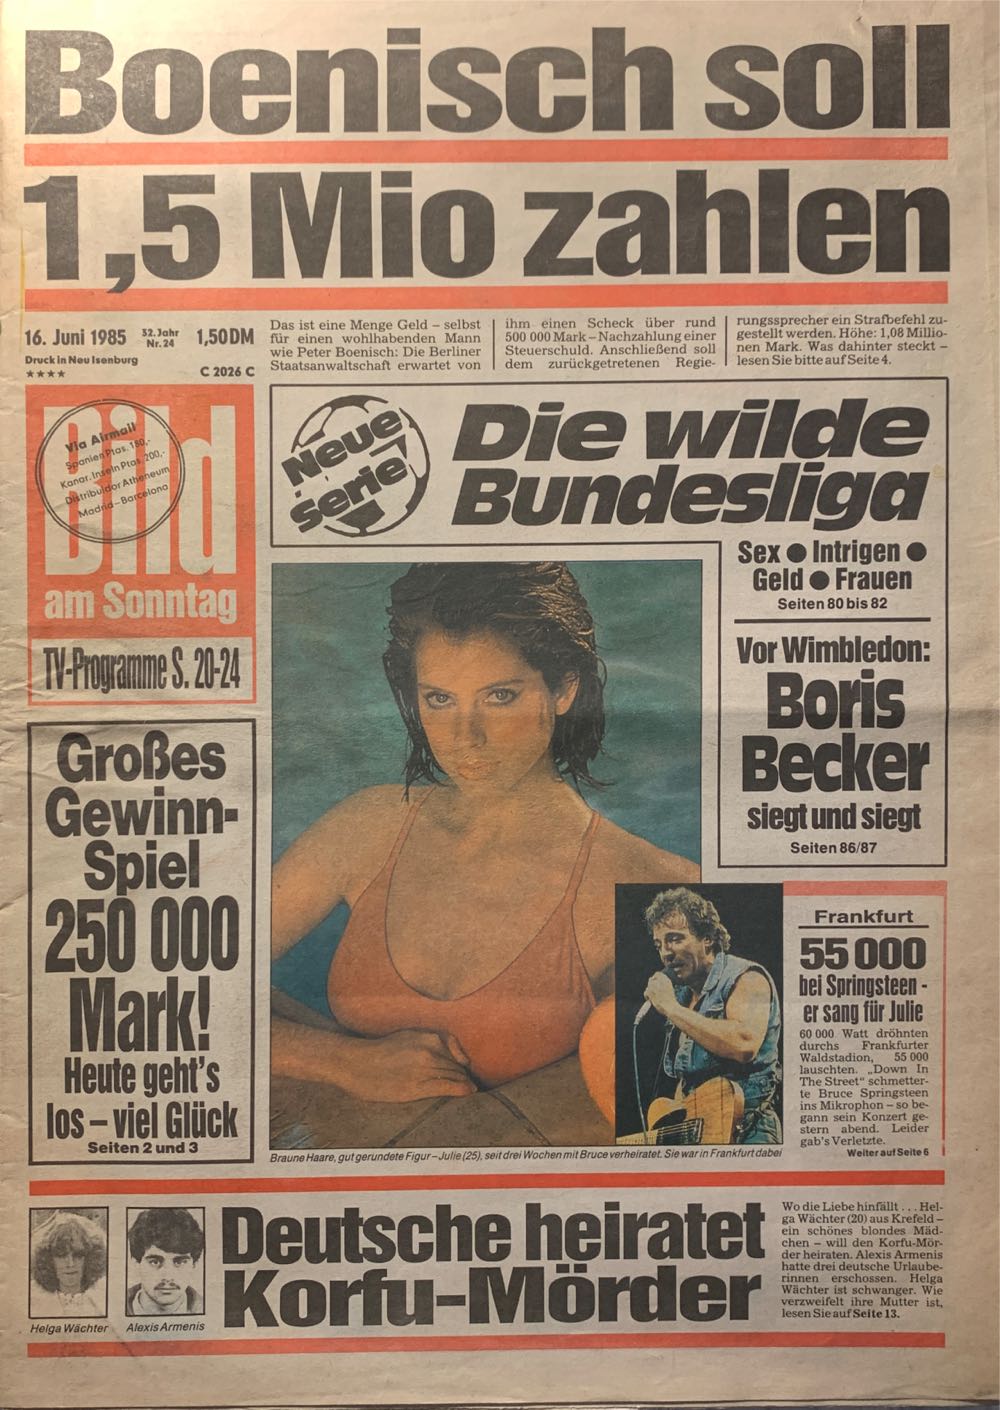 Boenisch soll
1,5 Mio zahlen
16. Juni 1985
32. Jahr
Nr. 24
1,50 DM
Druck in Neu Isenburg
★★★★
C 2026 C
Das ist eine Menge Geld – selbst
für einen wohlhabenden Mann
wie Peter Boenisch: Die Berliner
Staatsanwaltschaft erwartet von
ihm einen Scheck über rund
500 000 Mark – Nachzahlung einer
Steuerschuld. Anschließend soll
dem zurückgetretenen Regie-
rungssprecher ein Strafbefehl zu-
gestellt werden. Höhe: 1,08 Millio-
nen Mark. Was dahinter steckt –
lesen Sie bitte auf Seite 4.
Via Airmail
Spanien Ptas. 180,-
Kanar. Inseln Ptas. 200,-
Distribuidor Atheneum
Madrid – Barcelona
Bild
am Sonntag
TV-Programme S. 20-24
Neue
Serie
Die wilde
Bundesliga
Sex ● Intrigen ●
Geld ● Frauen
Seiten 80 bis 82
Vor Wimbledon:
Boris
Becker
siegt und siegt
Seiten 86/87
Großes
Gewinn-
Spiel
250 000
Mark!
Heute geht's
los – viel Glück
Seiten 2 und 3
Frankfurt
55 000
bei Springsteen -
er sang für Julie
60 000 Watt dröhnten
durchs Frankfurter
Waldstadion, 55 000
lauschten. „Down In
The Street“ schmetter-
te Bruce Springsteen
ins Mikrophon – so be-
gann sein Konzert ge-
stern abend. Leider
gab's Verletzte.
Weiter auf Seite 6
Braune Haare, gut gerundete Figur – Julie (25), seit drei Wochen mit Bruce verheiratet. Sie war in Frankfurt dabei
Deutsche heiratet
Korfu-Mörder
Helga Wächter
Alexis Armenis
Wo die Liebe hinfällt . . . Hel-
ga Wächter (20) aus Krefeld –
ein schönes blondes Mäd-
chen – will den Korfu-Mör-
der heiraten. Alexis Armenis
hatte drei deutsche Urlaube-
rinnen erschossen. Helga
Wächter ist schwanger. Wie
verzweifelt ihre Mutter ist,
lesen Sie auf Seite 13.